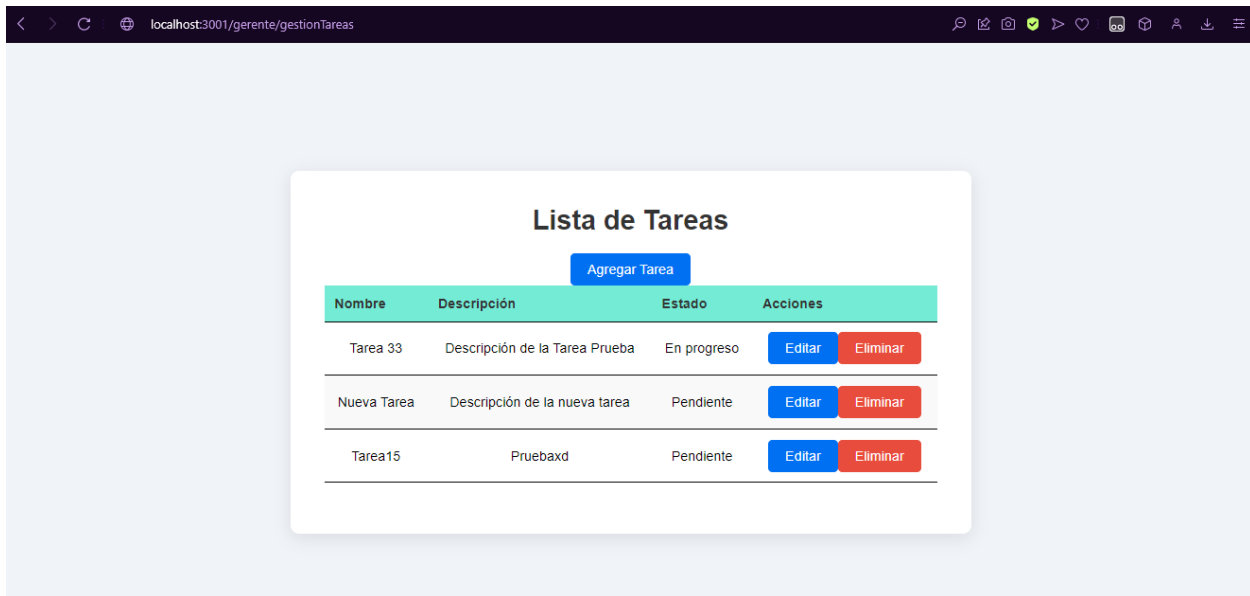 localhost:3001/gerente/gestionTareas
Lista de Tareas
Agregar Tarea
Nombre Descripción Estado Acciones
Tarea 33 Descripción de la Tarea Prueba En progreso Editar Eliminar
Nueva Tarea Descripción de la nueva tarea Pendiente Editar Eliminar
Tarea15 Pruebaxd Pendiente Editar Eliminar